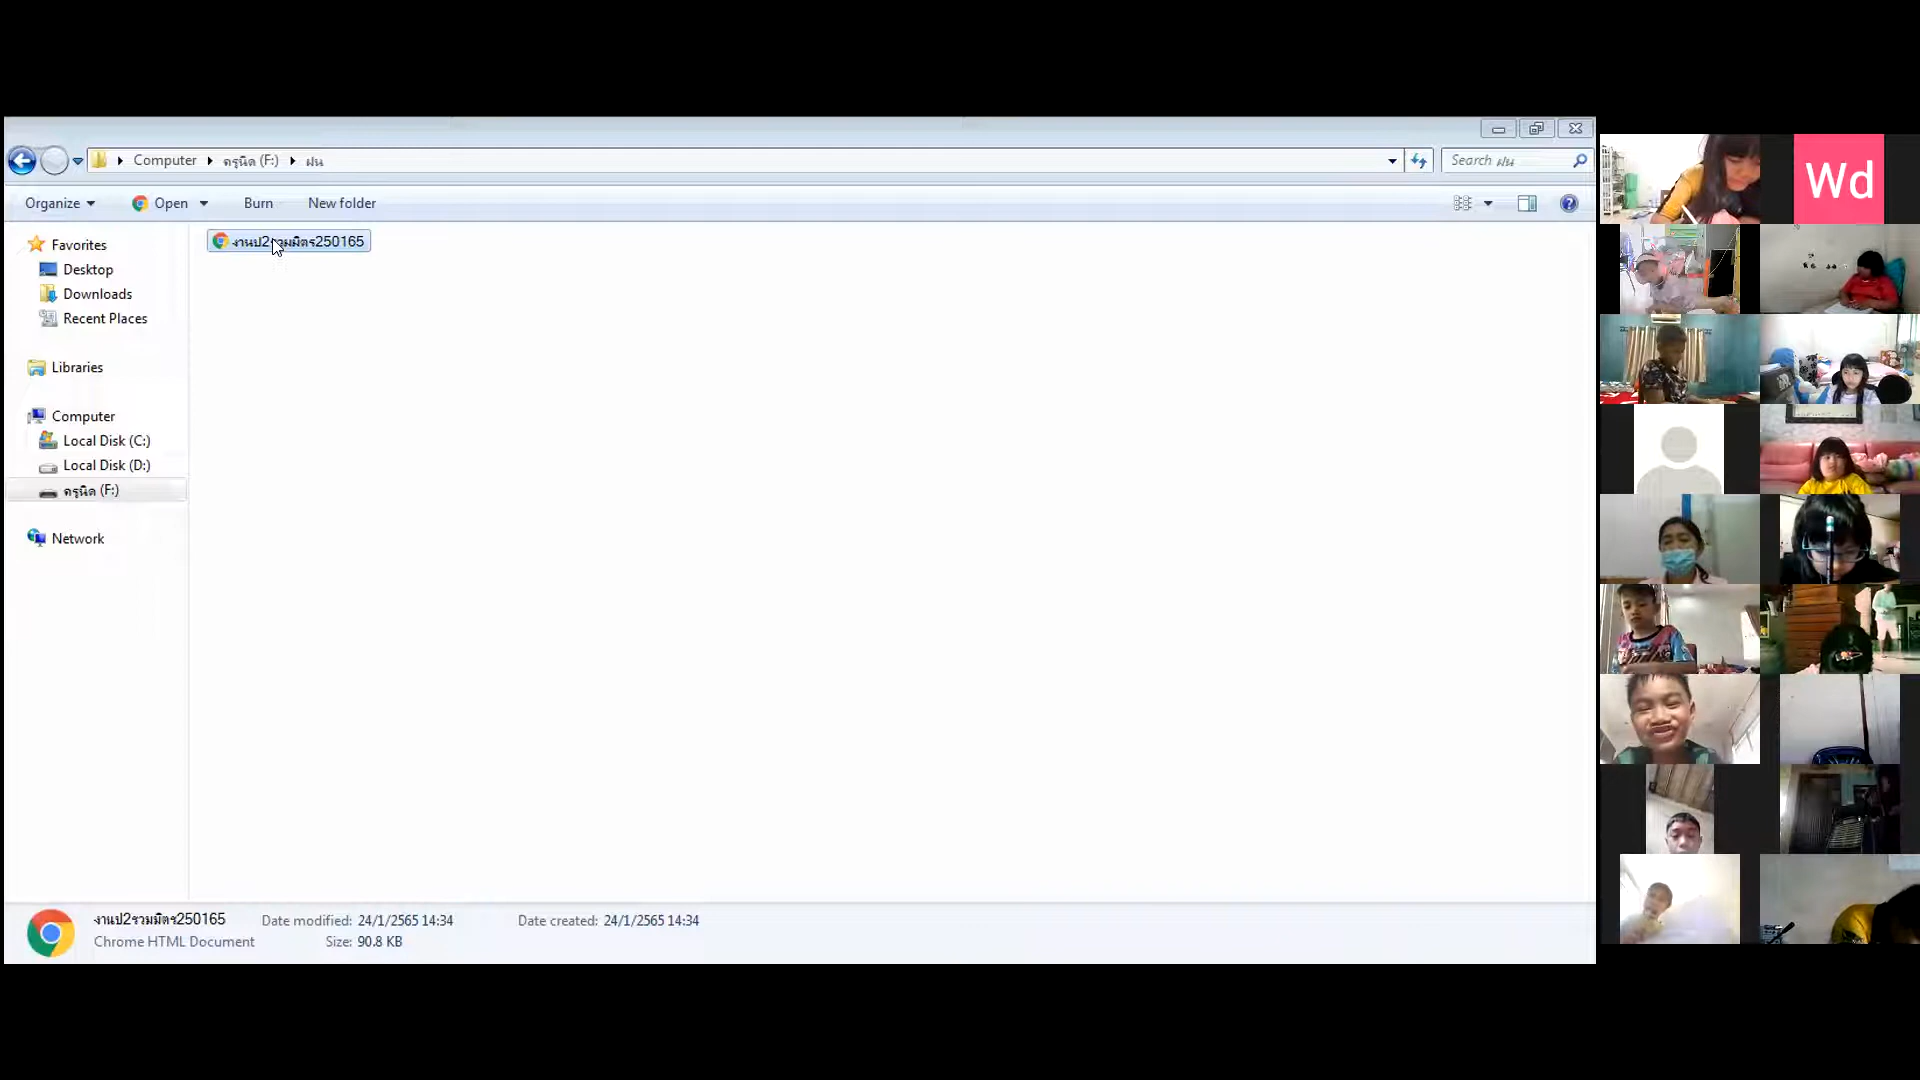 Computer ▸ ครูนิด (F:) ▸ ฝน
Search ฝน
Organize
Open
Burn
New folder
Favorites
Desktop
Downloads
Recent Places
Libraries
Computer
Local Disk (C:)
Local Disk (D:)
ครูนิด (F:)
Network
งานป2รวมมิตร250165
งานป2รวมมิตร250165
Date modified: 24/1/2565 14:34
Date created: 24/1/2565 14:34
Chrome HTML Document
Size: 90.8 KB
Wd